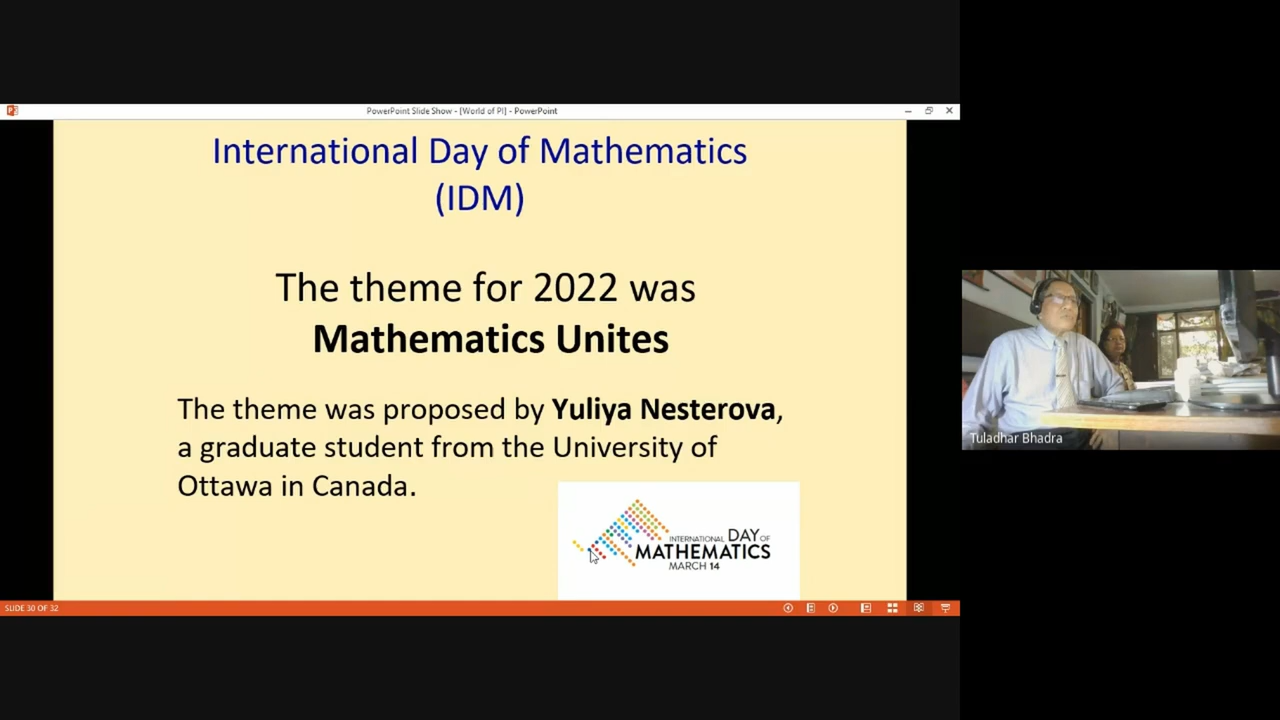 PowerPoint Slide Show - [World of PI] - PowerPoint
International Day of Mathematics
(IDM)
The theme for 2022 was
Mathematics Unites
The theme was proposed by Yuliya Nesterova,
a graduate student from the University of
Ottawa in Canada.
INTERNATIONAL DAY OF
MATHEMATICS
MARCH 14
Tuladhar Bhadra
SLIDE 30 OF 32